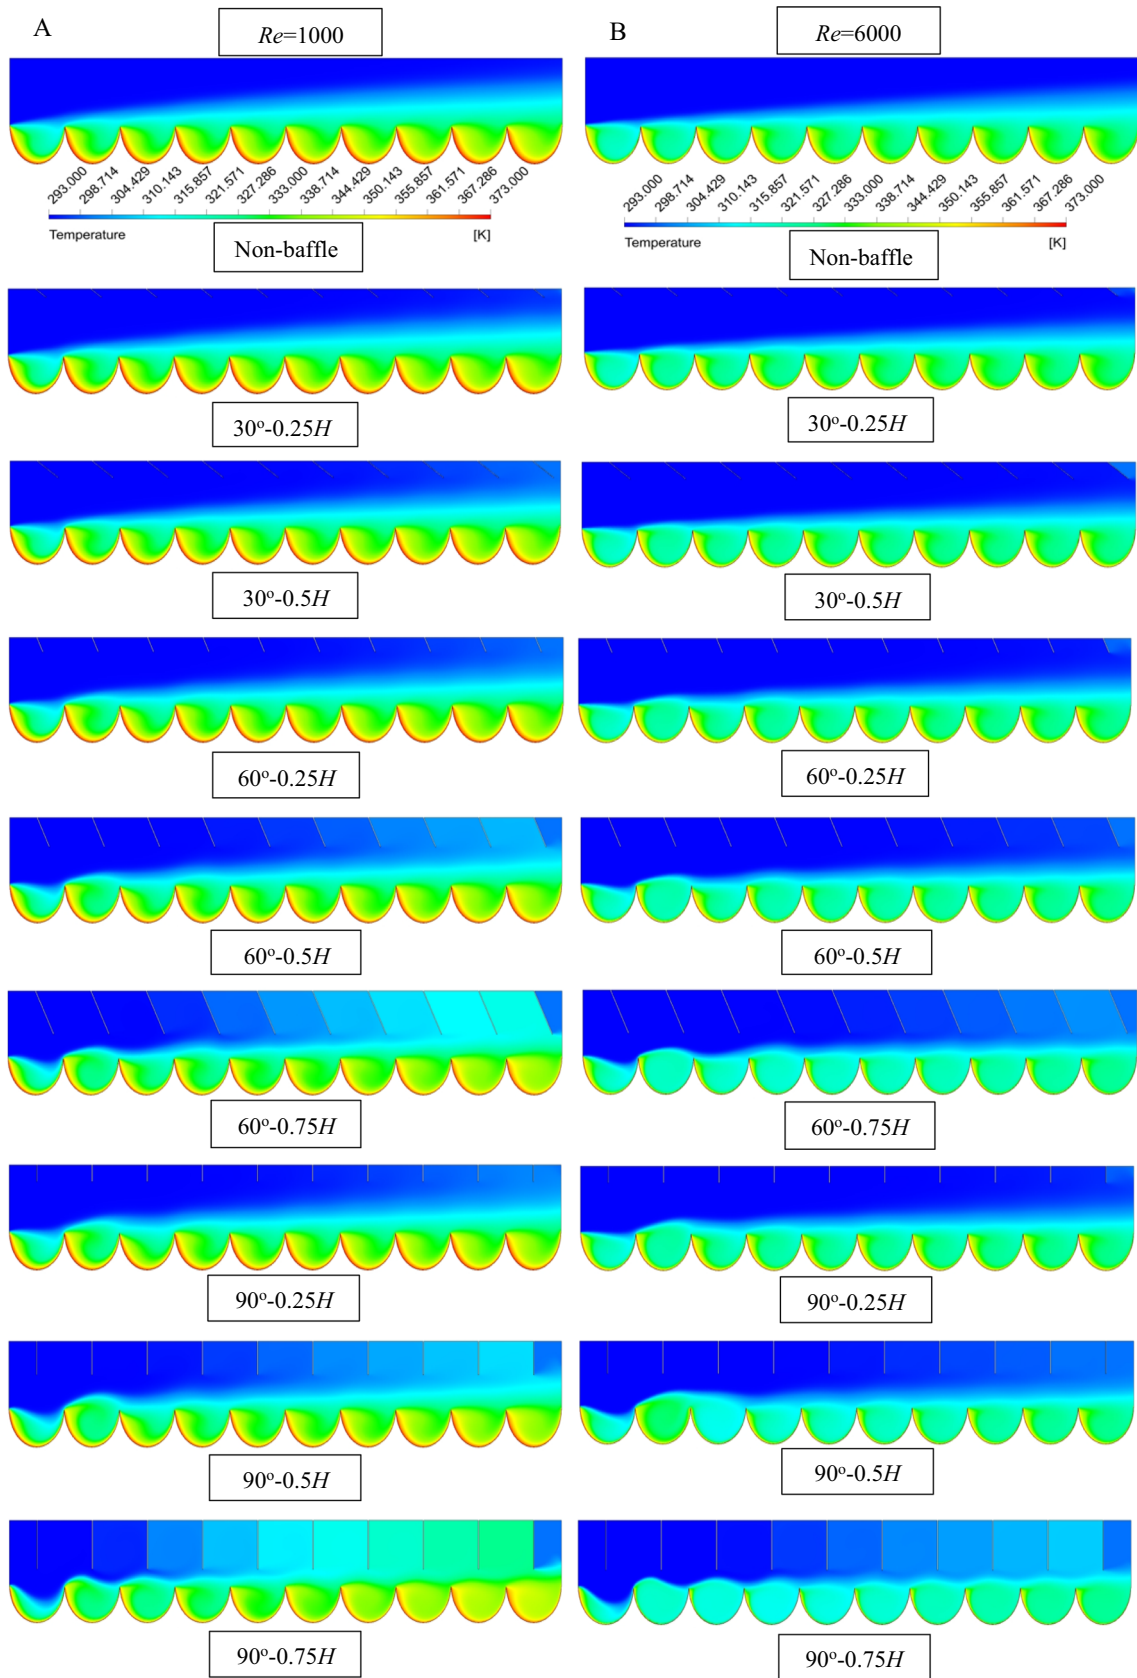 A
Re=1000
B
Re=6000
293.000 298.714 304.429 310.143 315.857 321.571 327.286 333.000 338.714 344.429 350.143 355.857 361.571 367.286 373.000
Temperature [K]
293.000 298.714 304.429 310.143 315.857 321.571 327.286 333.000 338.714 344.429 350.143 355.857 361.571 367.286 373.000
Temperature [K]
Non-baffle
Non-baffle
30°-0.25H
30°-0.25H
30°-0.5H
30°-0.5H
60°-0.25H
60°-0.25H
60°-0.5H
60°-0.5H
60°-0.75H
60°-0.75H
90°-0.25H
90°-0.25H
90°-0.5H
90°-0.5H
90°-0.75H
90°-0.75H